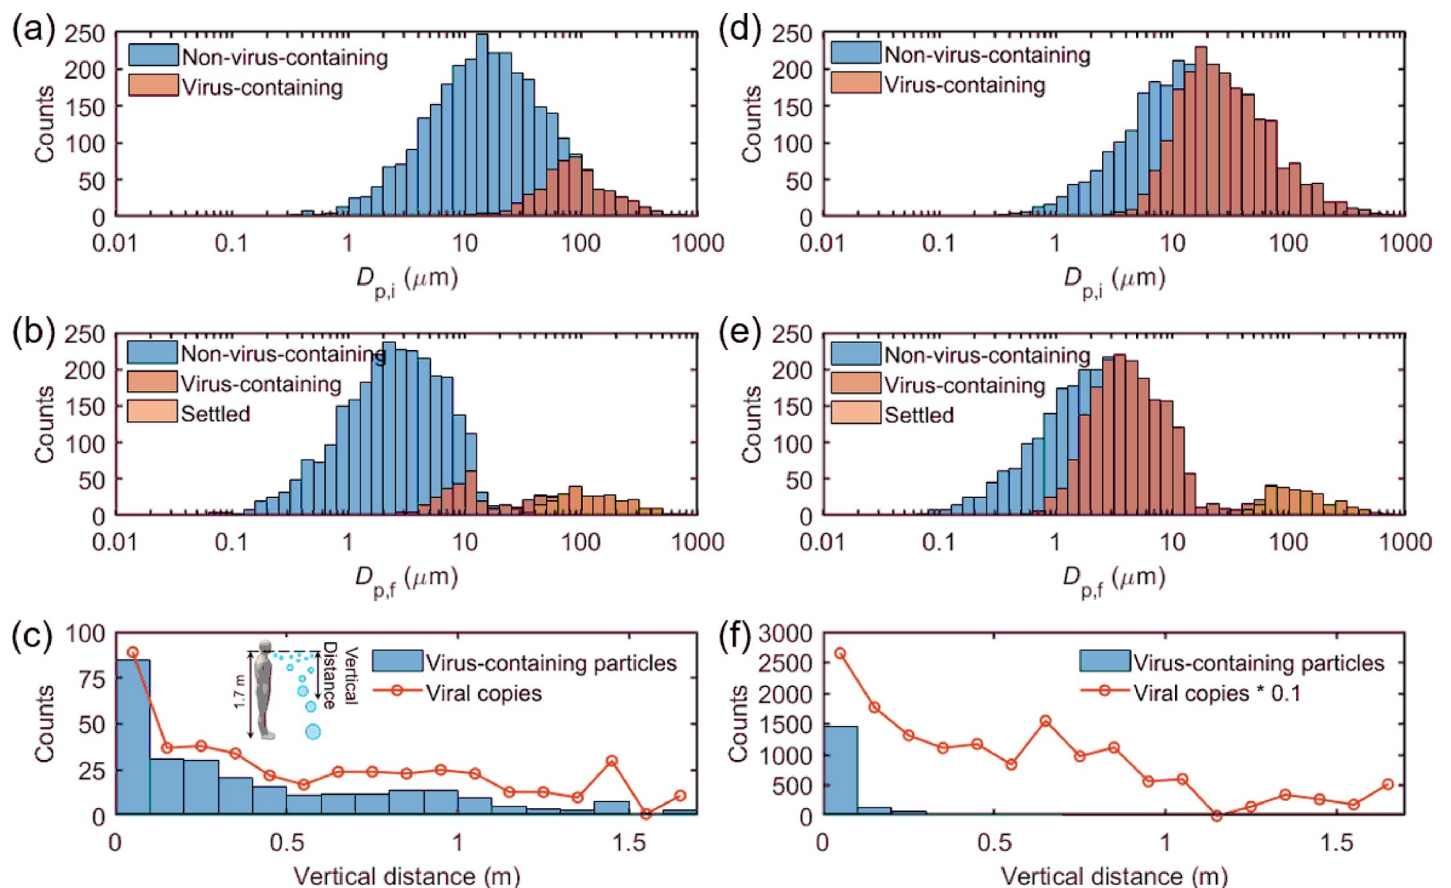 (a)
250
200
150
100
50
0
Counts
Non-virus-containing
Virus-containing
0.01 0.1 1 10 100 1000
D p,i (μm)
(d)
250
200
150
100
50
0
Counts
Non-virus-containing
Virus-containing
0.01 0.1 1 10 100 1000
D p,i (μm)
(b)
250
200
150
100
50
0
Counts
Non-virus-containing
Virus-containing
Settled
0.01 0.1 1 10 100 1000
D p,f (μm)
(e)
250
200
150
100
50
0
Counts
Non-virus-containing
Virus-containing
Settled
0.01 0.1 1 10 100 1000
D p,f (μm)
(c)
100
75
50
25
0
Counts
1.7 m
Vertical
Distance
Virus-containing particles
Viral copies
0 0.5 1 1.5
Vertical distance (m)
(f)
3000
2500
2000
1500
1000
500
0
Counts
Virus-containing particles
Viral copies * 0.1
0 0.5 1 1.5
Vertical distance (m)